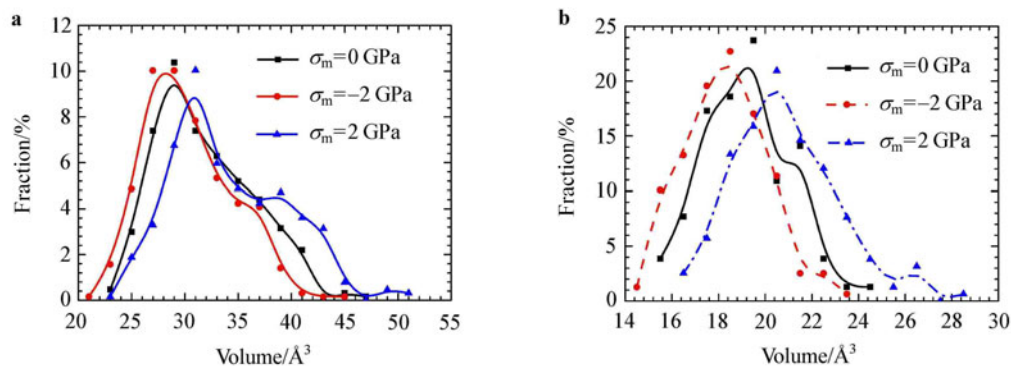 a
12
10
8
6
4
2
0
Fraction/%
20 25 30 35 40 45 50 55
Volume/Å³
σm=0 GPa
σm=−2 GPa
σm=2 GPa
b
25
20
15
10
5
0
Fraction/%
14 16 18 20 22 24 26 28 30
Volume/Å³
σm=0 GPa
σm=−2 GPa
σm=2 GPa